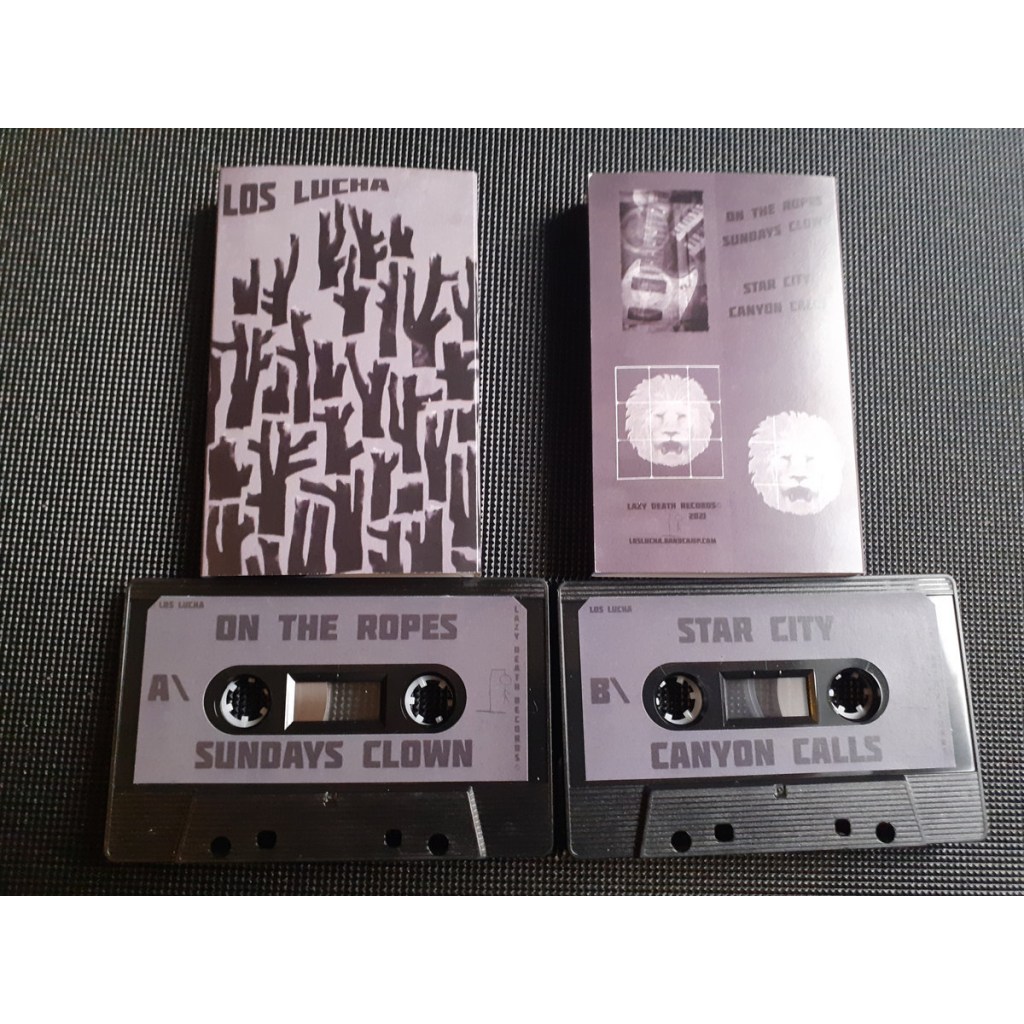 LOS LUCHA
ON THE ROPES
SUNDAYS CLOWN
STAR CITY
CANYON CALLS
LAZY DEATH RECORDS©
2021
LOSLUCHA.BANDCAMP.COM
LOS LUCHA
ON THE ROPES
A\
SUNDAYS CLOWN
LAZY DEATH RECORDS
LOS LUCHA
STAR CITY
B\
CANYON CALLS